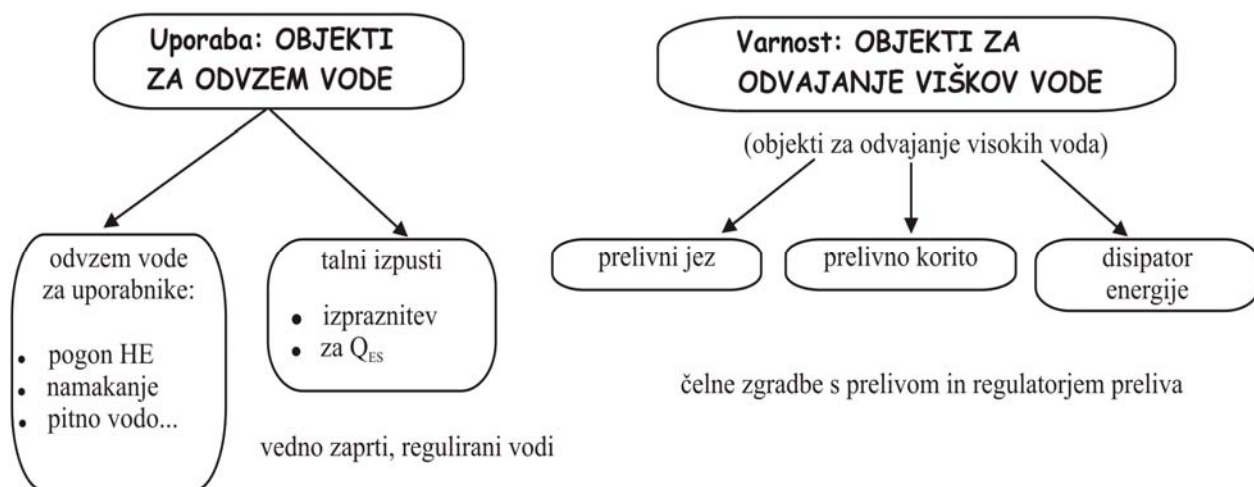 Uporaba: OBJEKTI
ZA ODVZEM VODE
odvzem vode
za uporabnike:
• pogon HE
• namakanje
• pitno vodo...
talni izpusti
• izpraznitev
• za Q_ES
vedno zaprti, regulirani vodi
Varnost: OBJEKTI ZA
ODVAJANJE VIŠKOV VODE
(objekti za odvajanje visokih voda)
prelivni jez
prelivno korito
disipator
energije
čelne zgradbe s prelivom in regulatorjem preliva